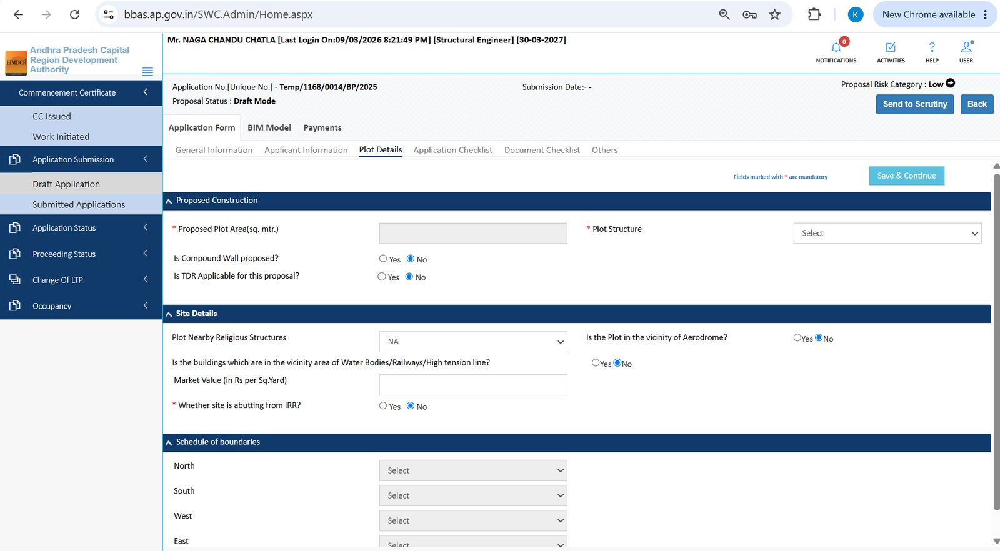 bbas.ap.gov.in/SWC.Admin/Home.aspx
K
New Chrome available
BIMDCR
Andhra Pradesh Capital
Region Development
Authority
Mr. NAGA CHANDU CHATLA [Last Login On:09/03/2026 8:21:49 PM] [Structural Engineer] [30-03-2027]
0
NOTIFICATIONS
ACTIVITIES
HELP
USER
Commencement Certificate
CC Issued
Work Initiated
Application Submission
Draft Application
Submitted Applications
Application Status
Proceeding Status
Change Of LTP
Occupancy
Application No.[Unique No.] - Temp/1168/0014/BP/2025
Submission Date:- -
Proposal Risk Category : Low
Proposal Status : Draft Mode
Send to Scrutiny
Back
Application Form
BIM Model
Payments
General Information
Applicant Information
Plot Details
Application Checklist
Document Checklist
Others
Fields marked with * are mandatory
Save & Continue
Proposed Construction
* Proposed Plot Area(sq. mtr.)
* Plot Structure
Select
Is Compound Wall proposed?
Yes
No
Is TDR Applicable for this proposal?
Yes
No
Site Details
Plot Nearby Religious Structures
NA
Is the Plot in the vicinity of Aerodrome?
Yes
No
Is the buildings which are in the vicinity area of Water Bodies/Railways/High tension line?
Yes
No
Market Value (in Rs per Sq.Yard)
* Whether site is abutting from IRR?
Yes
No
Schedule of boundaries
North
Select
South
Select
West
Select
East
Select